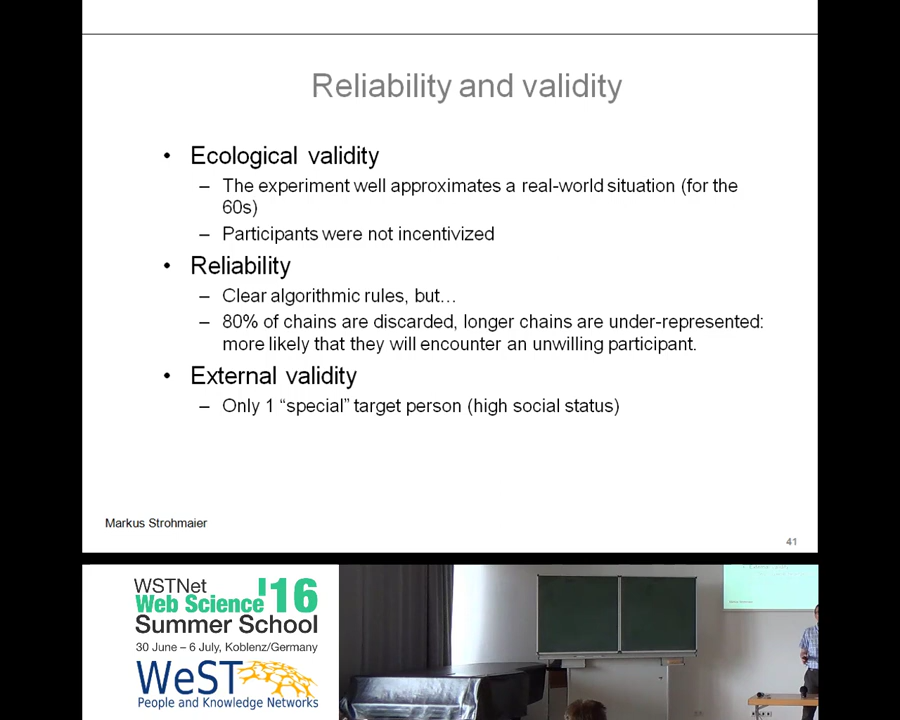 Reliability and validity
• Ecological validity
– The experiment well approximates a real-world situation (for the
60s)
– Participants were not incentivized
• Reliability
– Clear algorithmic rules, but…
– 80% of chains are discarded, longer chains are under-represented:
more likely that they will encounter an unwilling participant.
• External validity
– Only 1 “special” target person (high social status)
Markus Strohmaier
41
WSTNet
Web Science '16
Summer School
30 June – 6 July, Koblenz/Germany
WeST
People and Knowledge Networks